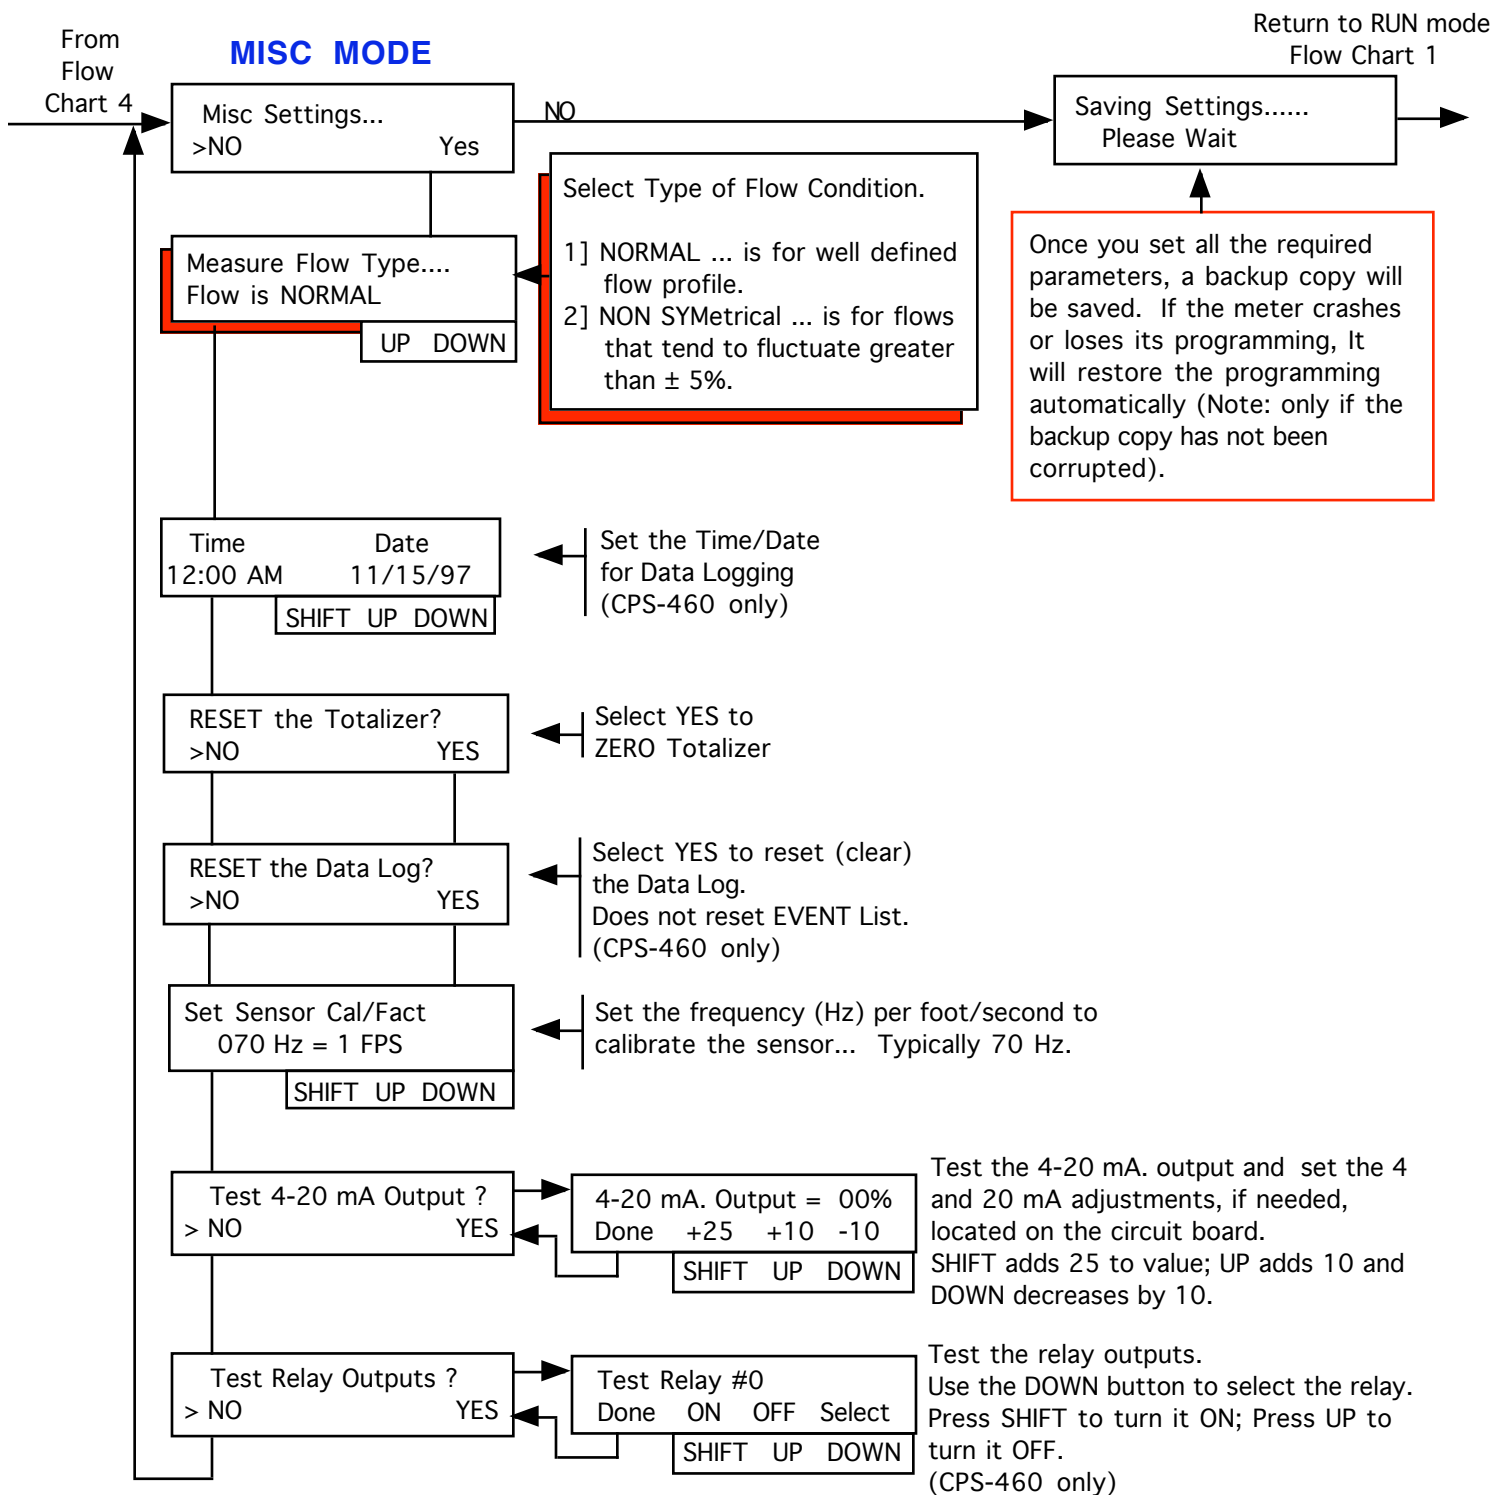 From
Flow
Chart 4
MISC MODE
Return to RUN mode
Flow Chart 1
Misc Settings...
>NO Yes
NO
Saving Settings......
Please Wait
Select Type of Flow Condition.
1] NORMAL ... is for well defined
flow profile.
2] NON SYMetrical ... is for flows
that tend to fluctuate greater
than ± 5%.
Measure Flow Type....
Flow is NORMAL
UP DOWN
Once you set all the required
parameters, a backup copy will
be saved. If the meter crashes
or loses its programming, It
will restore the programming
automatically (Note: only if the
backup copy has not been
corrupted).
Time Date
12:00 AM 11/15/97
SHIFT UP DOWN
Set the Time/Date
for Data Logging
(CPS-460 only)
RESET the Totalizer?
>NO YES
Select YES to
ZERO Totalizer
RESET the Data Log?
>NO YES
Select YES to reset (clear)
the Data Log.
Does not reset EVENT List.
(CPS-460 only)
Set Sensor Cal/Fact
070 Hz = 1 FPS
SHIFT UP DOWN
Set the frequency (Hz) per foot/second to
calibrate the sensor... Typically 70 Hz.
Test 4-20 mA Output ?
> NO YES
4-20 mA. Output = 00%
Done +25 +10 -10
SHIFT UP DOWN
Test the 4-20 mA. output and set the 4
and 20 mA adjustments, if needed,
located on the circuit board.
SHIFT adds 25 to value; UP adds 10 and
DOWN decreases by 10.
Test Relay Outputs ?
> NO YES
Test Relay #0
Done ON OFF Select
SHIFT UP DOWN
Test the relay outputs.
Use the DOWN button to select the relay.
Press SHIFT to turn it ON; Press UP to
turn it OFF.
(CPS-460 only)